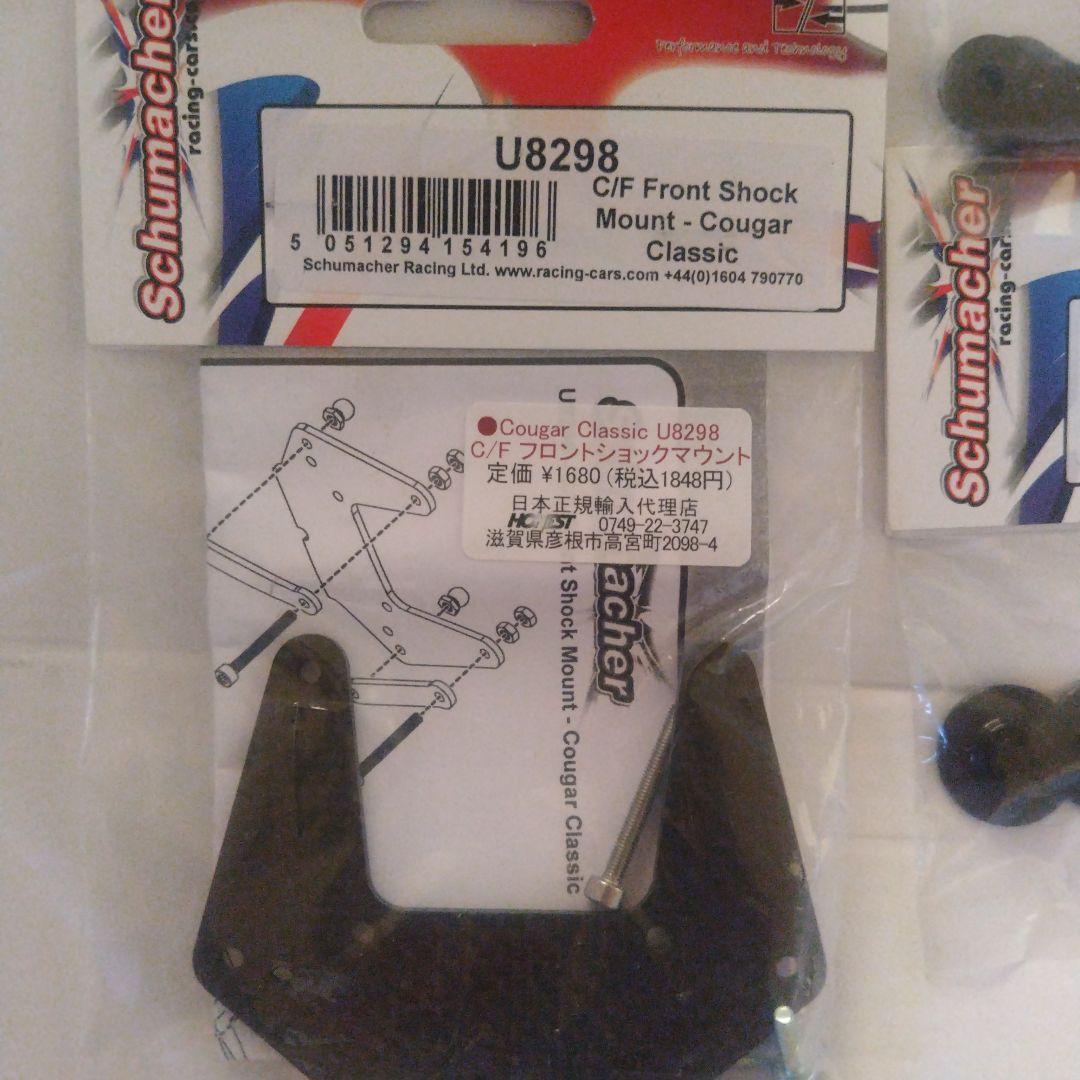 Schumacher
racing-cars.co
Performance and Technology
U8298
C/F Front Shock
Mount - Cougar
Classic
5 051294 154196
Schumacher Racing Ltd. www.racing-cars.com +44(0)1604 790770
Schumacher
racing-cars.
●Cougar Classic U8298
C/F フロントショックマウント
定価 ¥1680(税込1848円)
日本正規輸入代理店
HONEST 0749-22-3747
滋賀県彦根市高宮町2098-4
U
t Shock Mount - Cougar Classic
macher